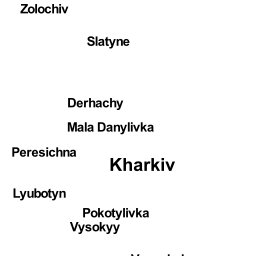 Zolochiv
Slatyne
Derhachy
Mala Danylivka
Peresichna
Kharkiv
Lyubotyn
Pokotylivka
Vysokyy